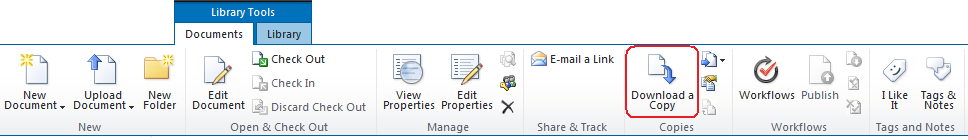 Library Tools
Documents
Library
New
Document
Upload
Document
New
Folder
Edit
Document
Check Out
Check In
Discard Check Out
View
Properties
Edit
Properties
E-mail a Link
Download a
Copy
Workflows
Publish
I Like
It
Tags &
Notes
New
Open & Check Out
Manage
Share & Track
Copies
Workflows
Tags and Notes